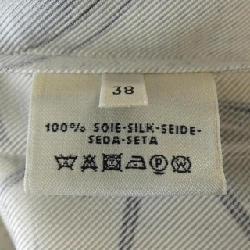 38
100% SOIE-SILK-SEIDE-
SEDA-SETA